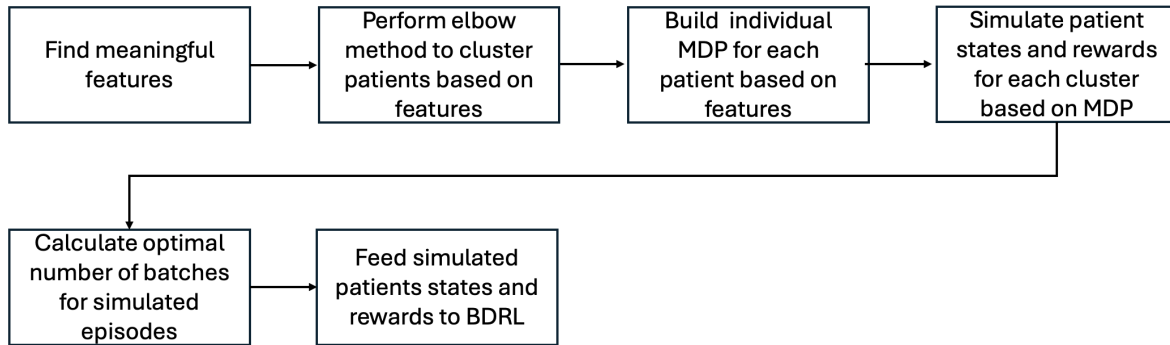 Find meaningful
features
Perform elbow
method to cluster
patients based on
features
Build individual
MDP for each
patient based on
features
Simulate patient
states and rewards
for each cluster
based on MDP
Calculate optimal
number of batches
for simulated
episodes
Feed simulated
patients states and
rewards to BDRL